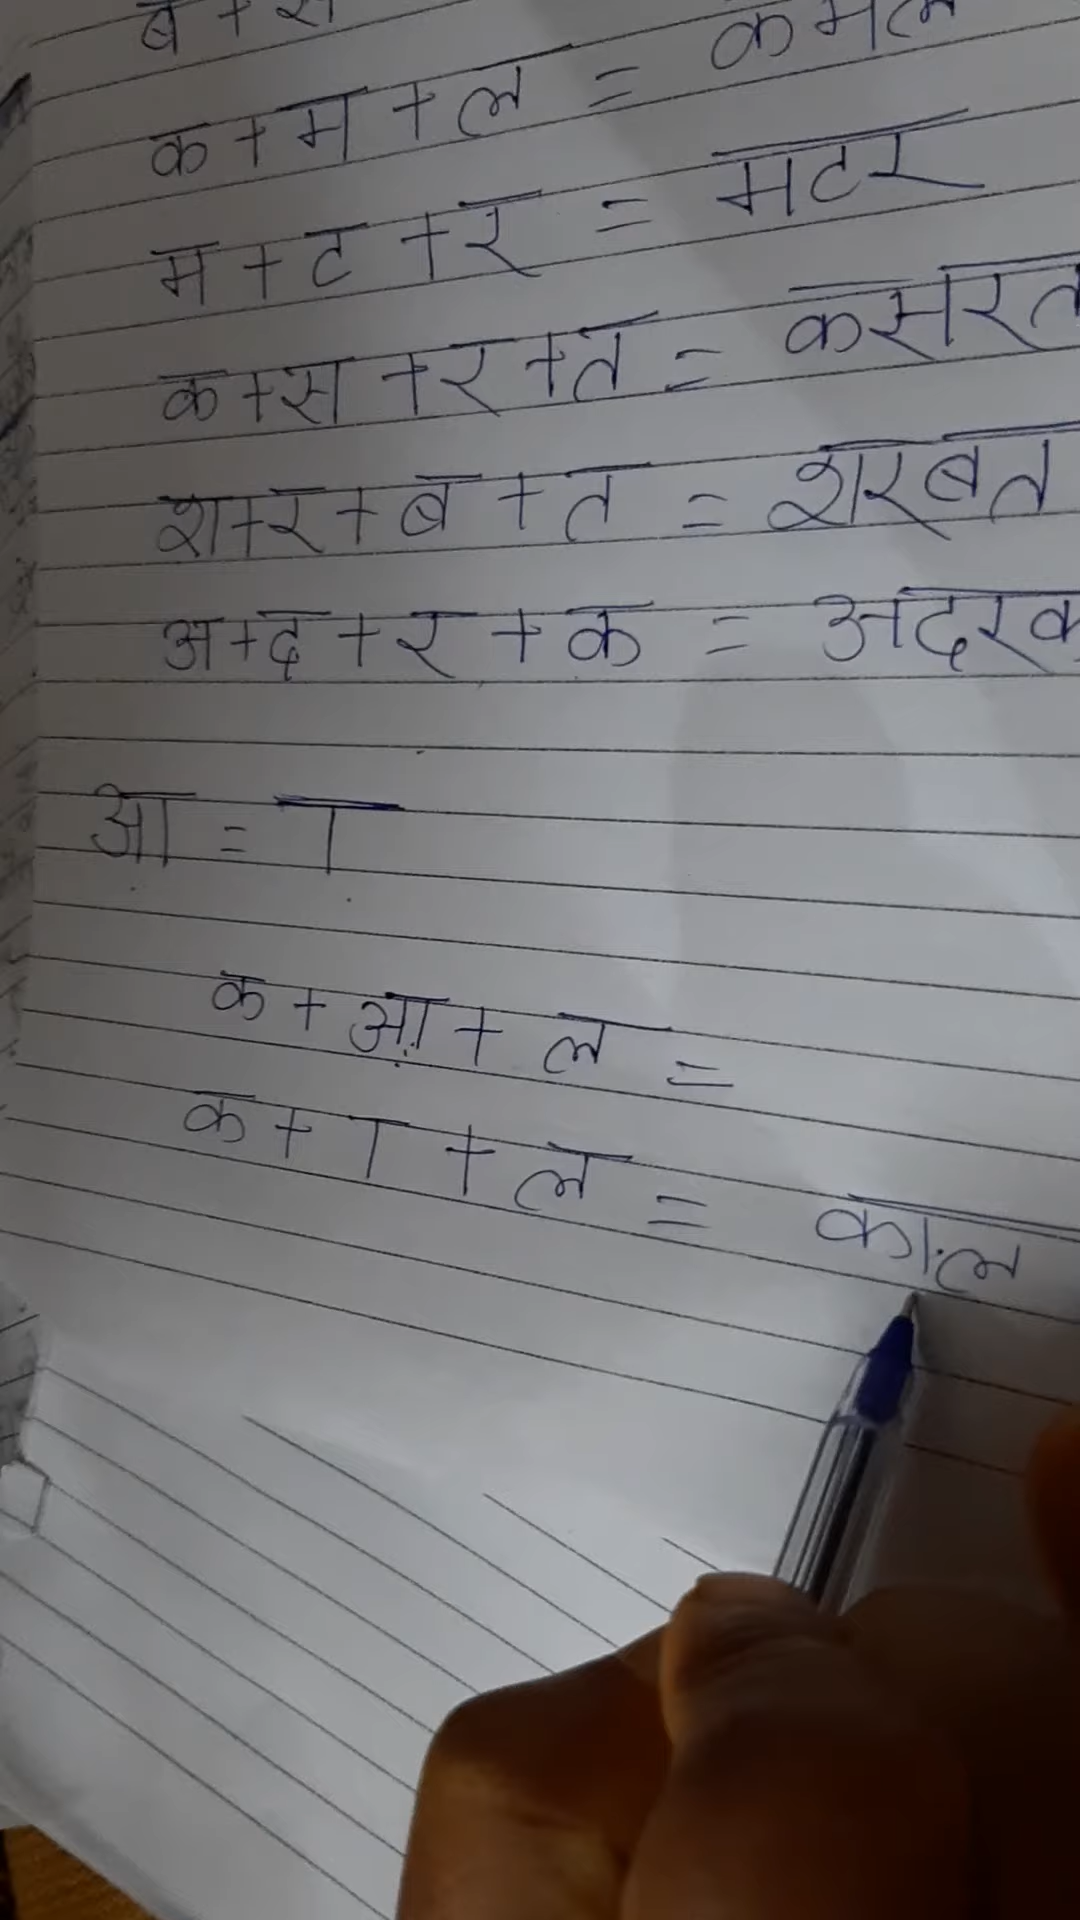 ब + स
क + म + ल = कमल
म + ट + र = मटर
क + स + र + त = कसरत
श + र + ब + त = शरबत
अ + द + र + क = अदरक
आ = ा
क + आ + ल =
क + ा + ल = काल